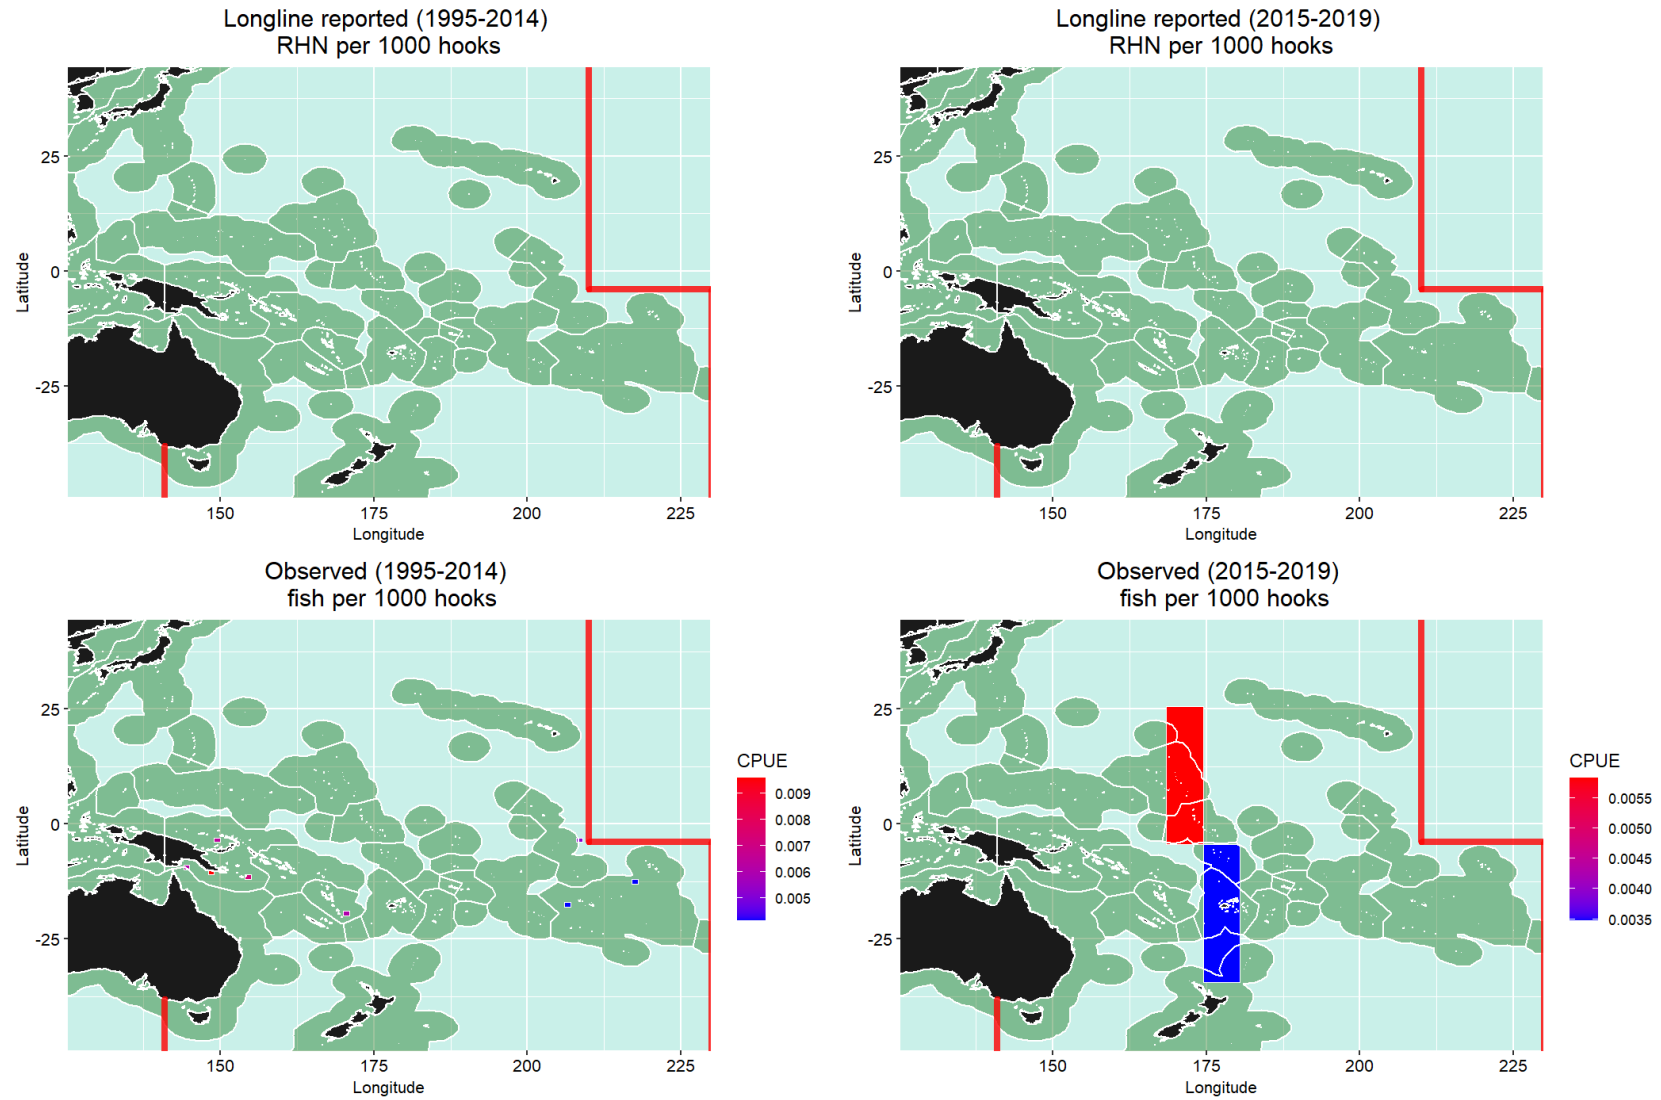 Longline reported (1995-2014)
RHN per 1000 hooks
25
0
-25
Latitude
150
175
200
225
Longitude
Longline reported (2015-2019)
RHN per 1000 hooks
25
0
-25
Latitude
150
175
200
225
Longitude
Observed (1995-2014)
fish per 1000 hooks
25
0
-25
Latitude
150
175
200
225
Longitude
CPUE
0.009
0.008
0.007
0.006
0.005
Observed (2015-2019)
fish per 1000 hooks
25
0
-25
Latitude
150
175
200
225
Longitude
CPUE
0.0055
0.0050
0.0045
0.0040
0.0035